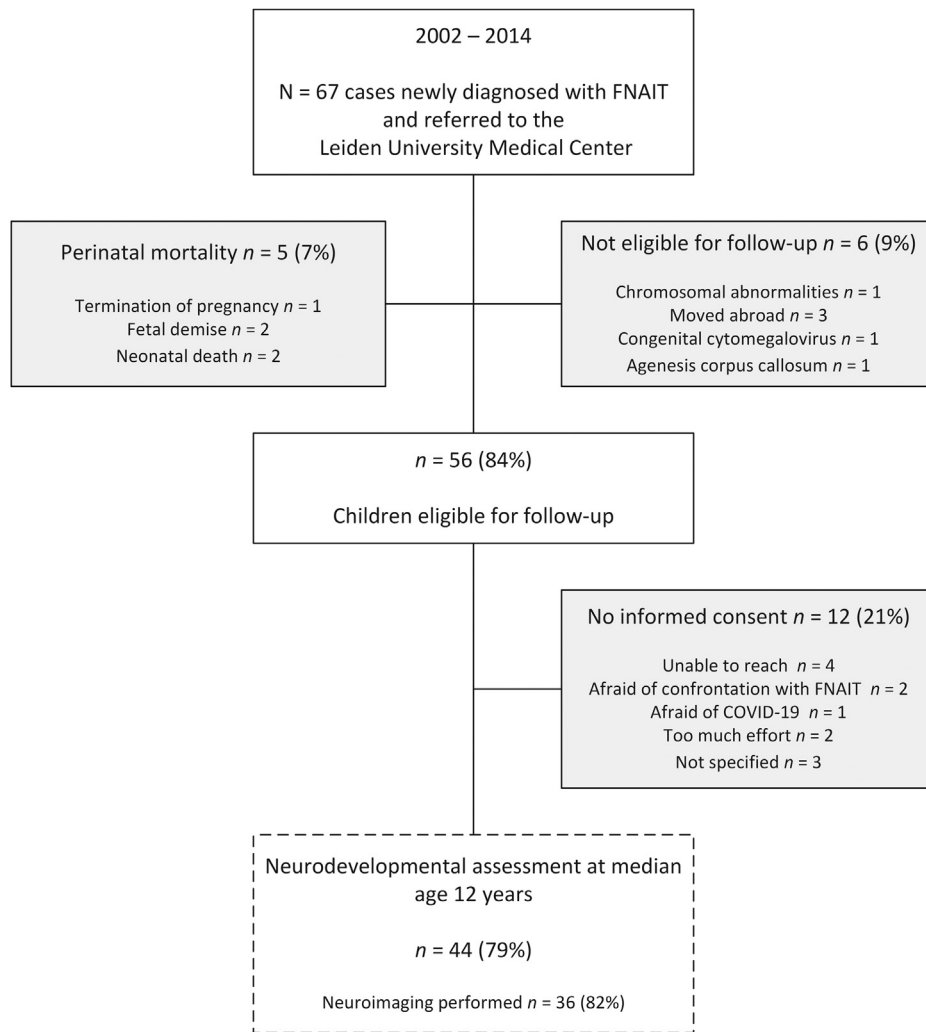 2002 – 2014
N = 67 cases newly diagnosed with FNAIT
and referred to the
Leiden University Medical Center
Perinatal mortality n = 5 (7%)
Termination of pregnancy n = 1
Fetal demise n = 2
Neonatal death n = 2
Not eligible for follow-up n = 6 (9%)
Chromosomal abnormalities n = 1
Moved abroad n = 3
Congenital cytomegalovirus n = 1
Agenesis corpus callosum n = 1
n = 56 (84%)
Children eligible for follow-up
No informed consent n = 12 (21%)
Unable to reach n = 4
Afraid of confrontation with FNAIT n = 2
Afraid of COVID-19 n = 1
Too much effort n = 2
Not specified n = 3
Neurodevelopmental assessment at median
age 12 years
n = 44 (79%)
Neuroimaging performed n = 36 (82%)